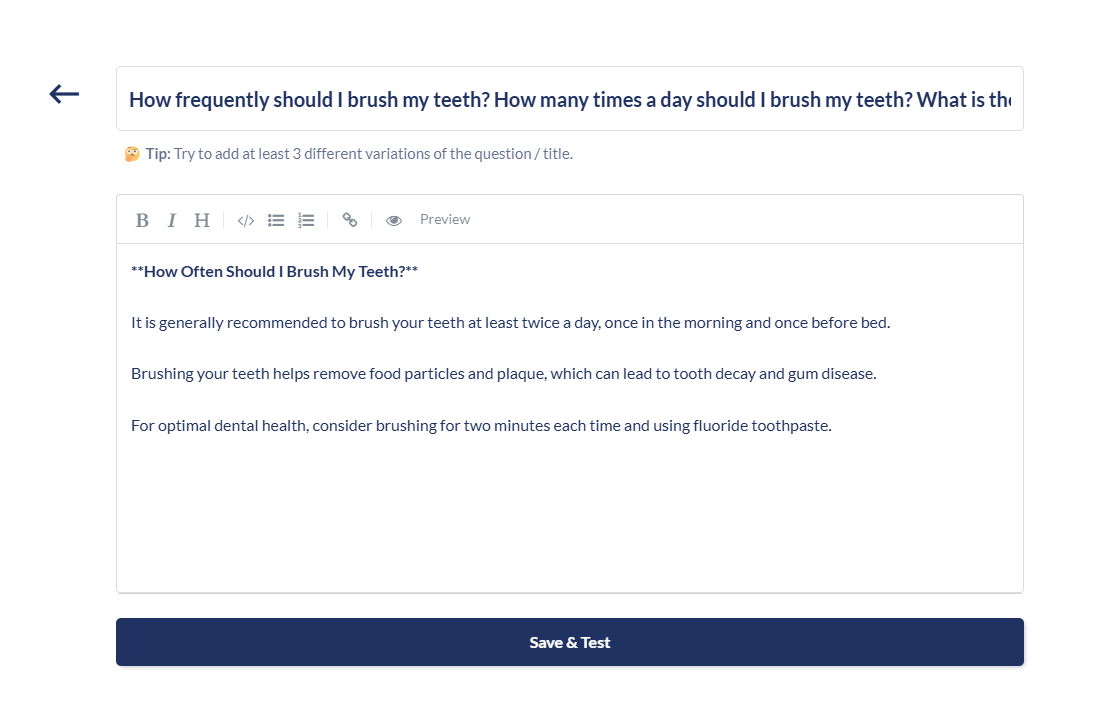 How frequently should I brush my teeth? How many times a day should I brush my teeth? What is the
Tip: Try to add at least 3 different variations of the question / title.
B I H </> Preview
**How Often Should I Brush My Teeth?**
It is generally recommended to brush your teeth at least twice a day, once in the morning and once before bed.
Brushing your teeth helps remove food particles and plaque, which can lead to tooth decay and gum disease.
For optimal dental health, consider brushing for two minutes each time and using fluoride toothpaste.
Save & Test